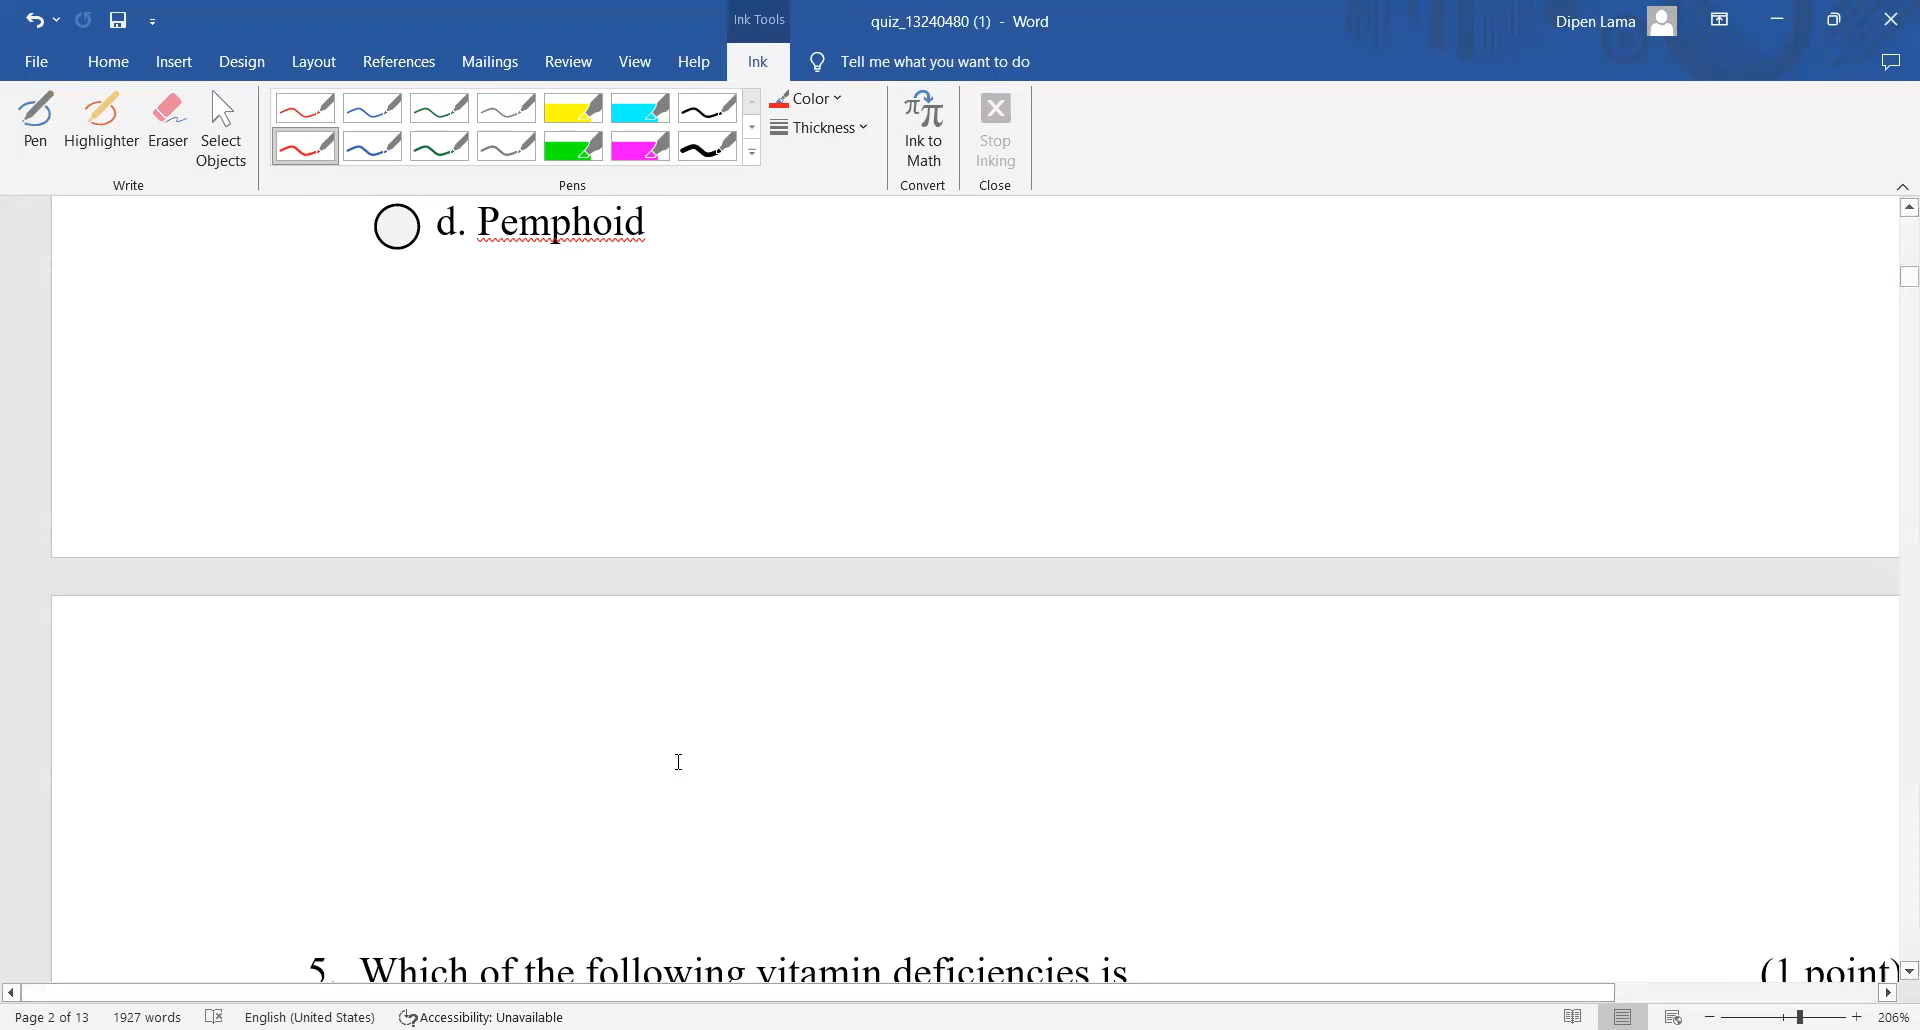 Ink Tools
quiz_13240480 (1) - Word
Dipen Lama
File Home Insert Design Layout References Mailings Review View Help Ink Tell me what you want to do
Pen
Highlighter
Eraser
Select
Objects
Color
Thickness
Ink to
Math
Stop
Inking
Write
Pens
Convert
Close
d. Pemphoid
5. Which of the following vitamin deficiencies is (1 point)
Page 2 of 13 1927 words English (United States) Accessibility: Unavailable 206%